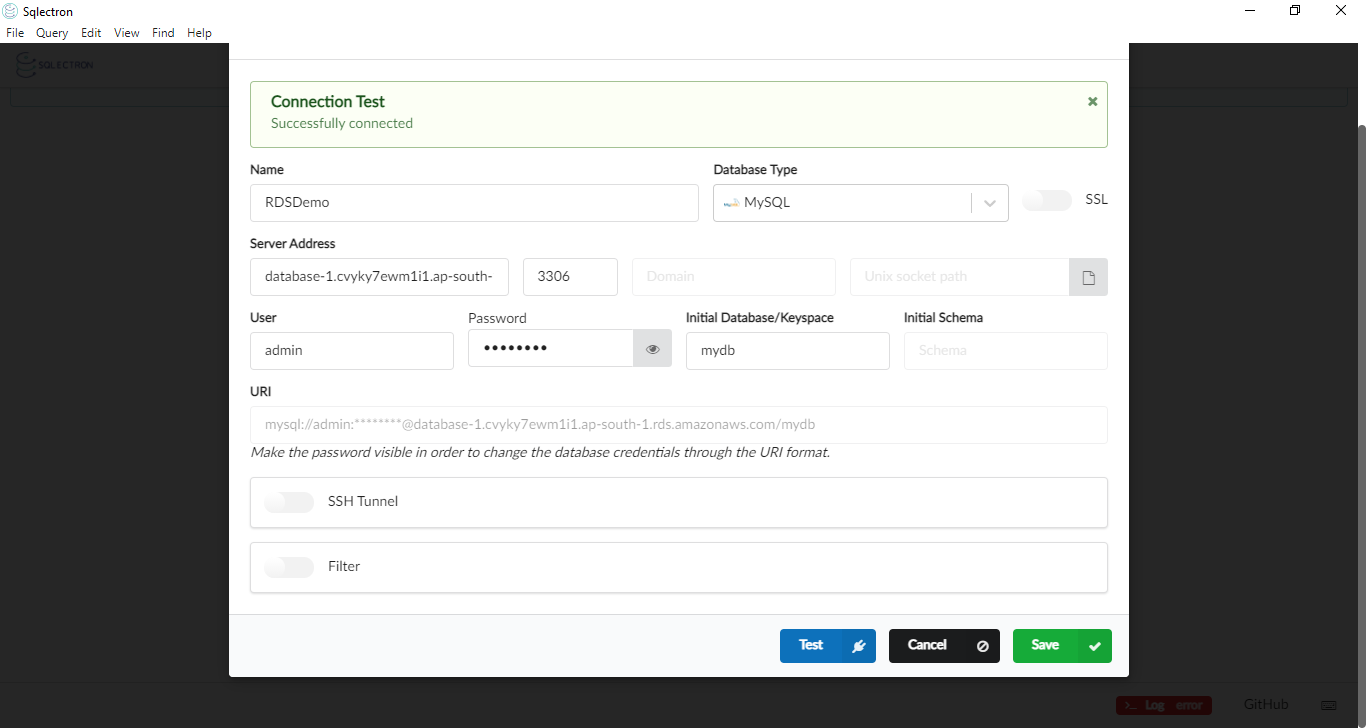 Sqlectron
File Query Edit View Find Help
SQLECTRON
Connection Test
Successfully connected
Name
Database Type
RDSDemo
MySQL
SSL
Server Address
database-1.cvyky7ewm1i1.ap-south-
3306
Domain
Unix socket path
User
Password
Initial Database/Keyspace
Initial Schema
admin
••••••••
mydb
Schema
URI
mysql://admin:********@database-1.cvyky7ewm1i1.ap-south-1.rds.amazonaws.com/mydb
Make the password visible in order to change the database credentials through the URI format.
SSH Tunnel
Filter
Test
Cancel
Save
>_ Log error
GitHub